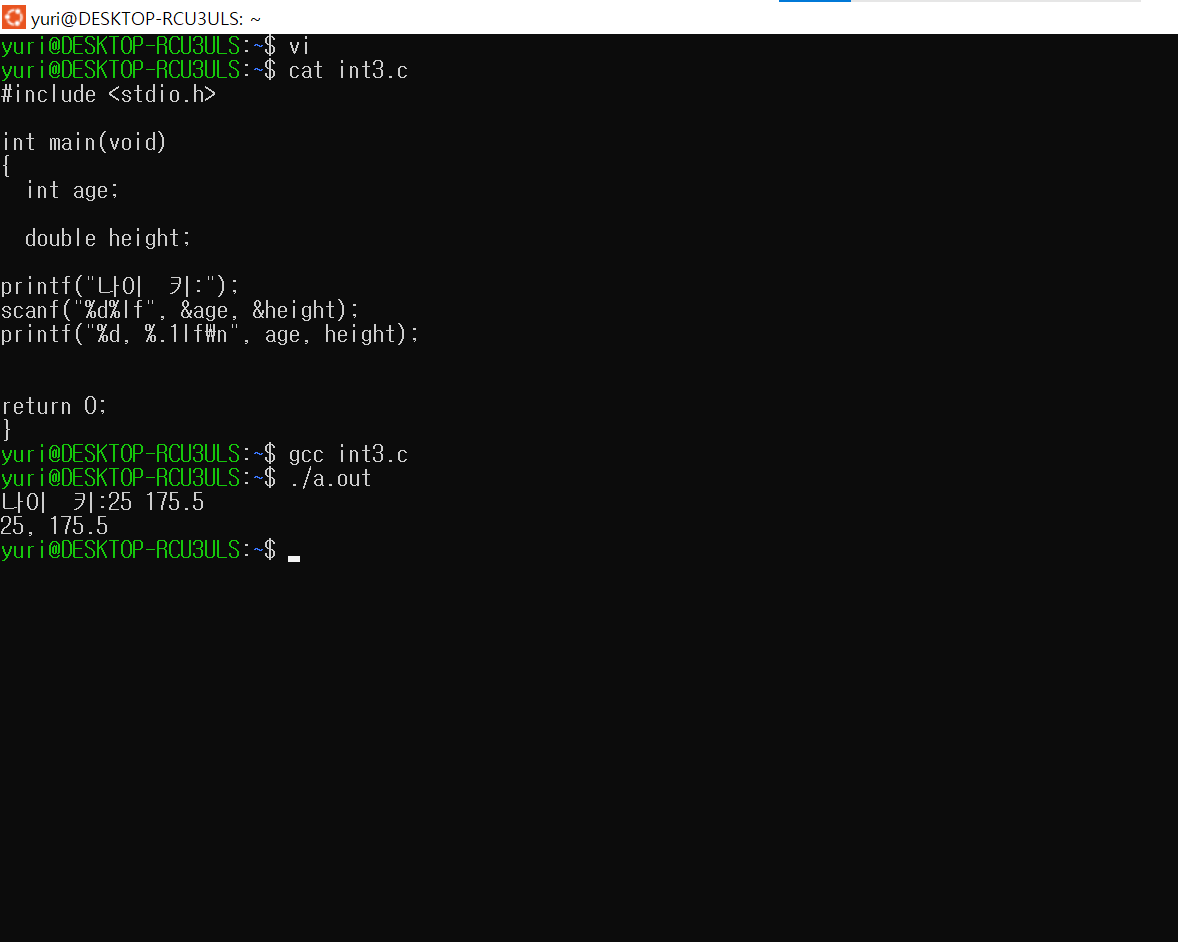 yuri@DESKTOP-RCU3ULS: ~
yuri@DESKTOP-RCU3ULS:~$ vi
yuri@DESKTOP-RCU3ULS:~$ cat int3.c
#include <stdio.h>
int main(void)
{
  int age;
  double height;
printf("나이  키:");
scanf("%d%lf", &age, &height);
printf("%d, %.1lf₩n", age, height);
return 0;
}
yuri@DESKTOP-RCU3ULS:~$ gcc int3.c
yuri@DESKTOP-RCU3ULS:~$ ./a.out
나이  키:25 175.5
25, 175.5
yuri@DESKTOP-RCU3ULS:~$